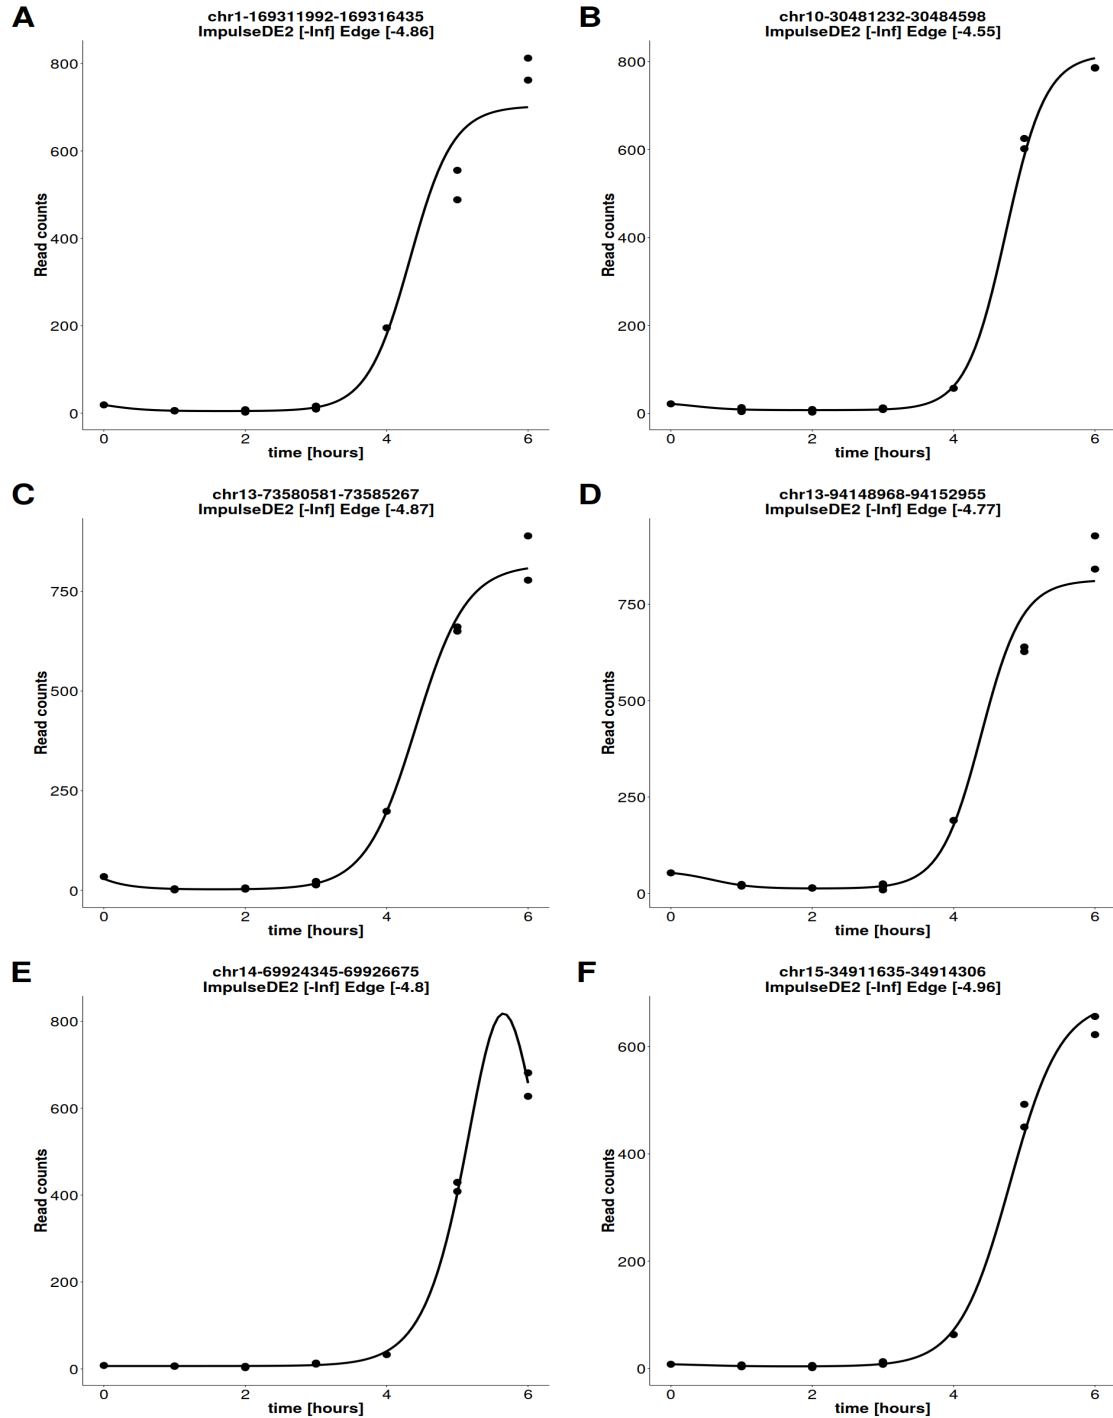 A
chr1-169311992-169316435
ImpulseDE2 [-Inf] Edge [-4.86]
800
600
400
200
0
Read counts
0 2 4 6
time [hours]
B
chr10-30481232-30484598
ImpulseDE2 [-Inf] Edge [-4.55]
800
600
400
200
0
Read counts
0 2 4 6
time [hours]
C
chr13-73580581-73585267
ImpulseDE2 [-Inf] Edge [-4.87]
750
500
250
0
Read counts
0 2 4 6
time [hours]
D
chr13-94148968-94152955
ImpulseDE2 [-Inf] Edge [-4.77]
750
500
250
0
Read counts
0 2 4 6
time [hours]
E
chr14-69924345-69926675
ImpulseDE2 [-Inf] Edge [-4.8]
800
600
400
200
0
Read counts
0 2 4 6
time [hours]
F
chr15-34911635-34914306
ImpulseDE2 [-Inf] Edge [-4.96]
600
400
200
0
Read counts
0 2 4 6
time [hours]